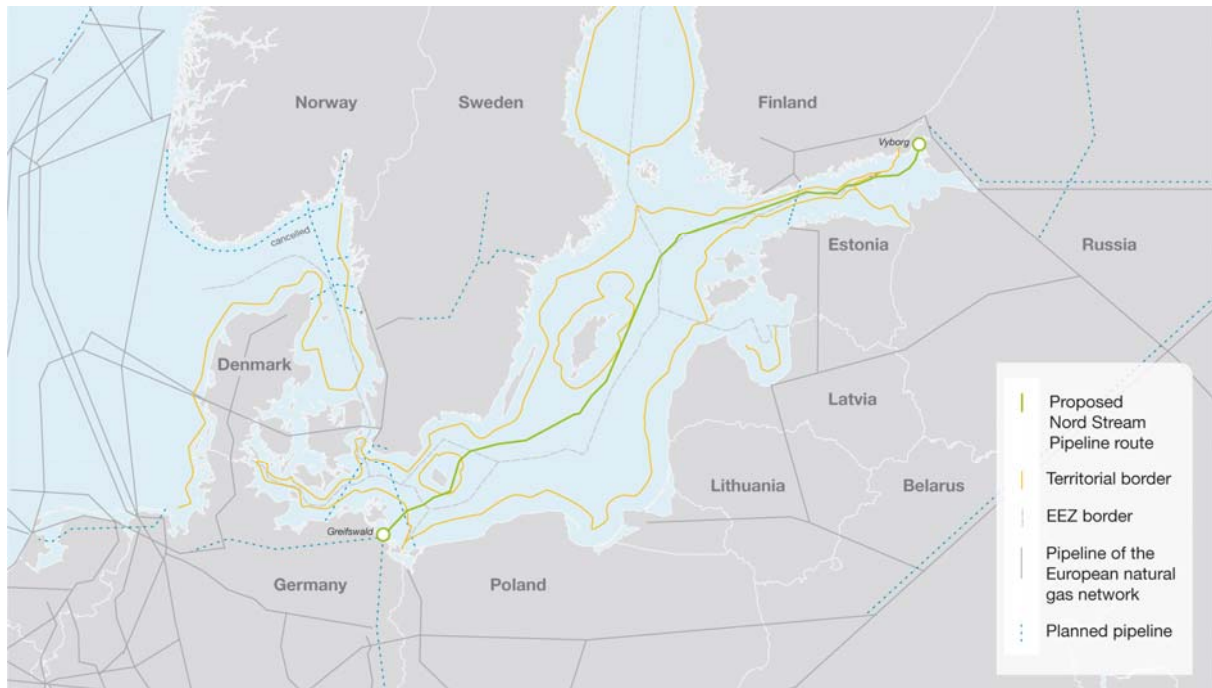 Norway
Sweden
Finland
Vyborg
cancelled
Estonia
Russia
Denmark
Latvia
Lithuania
Belarus
Greifswald
Germany
Poland
Proposed
Nord Stream
Pipeline route
Territorial border
EEZ border
Pipeline of the
European natural
gas network
Planned pipeline